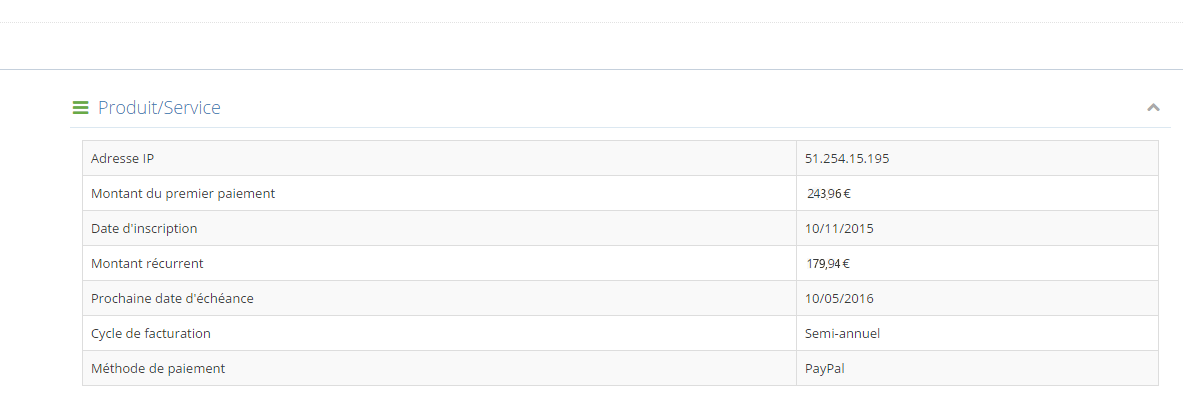 Produit/Service
Adresse IP 51.254.15.195
Montant du premier paiement 243,96 €
Date d'inscription 10/11/2015
Montant récurrent 179,94 €
Prochaine date d'échéance 10/05/2016
Cycle de facturation Semi-annuel
Méthode de paiement PayPal